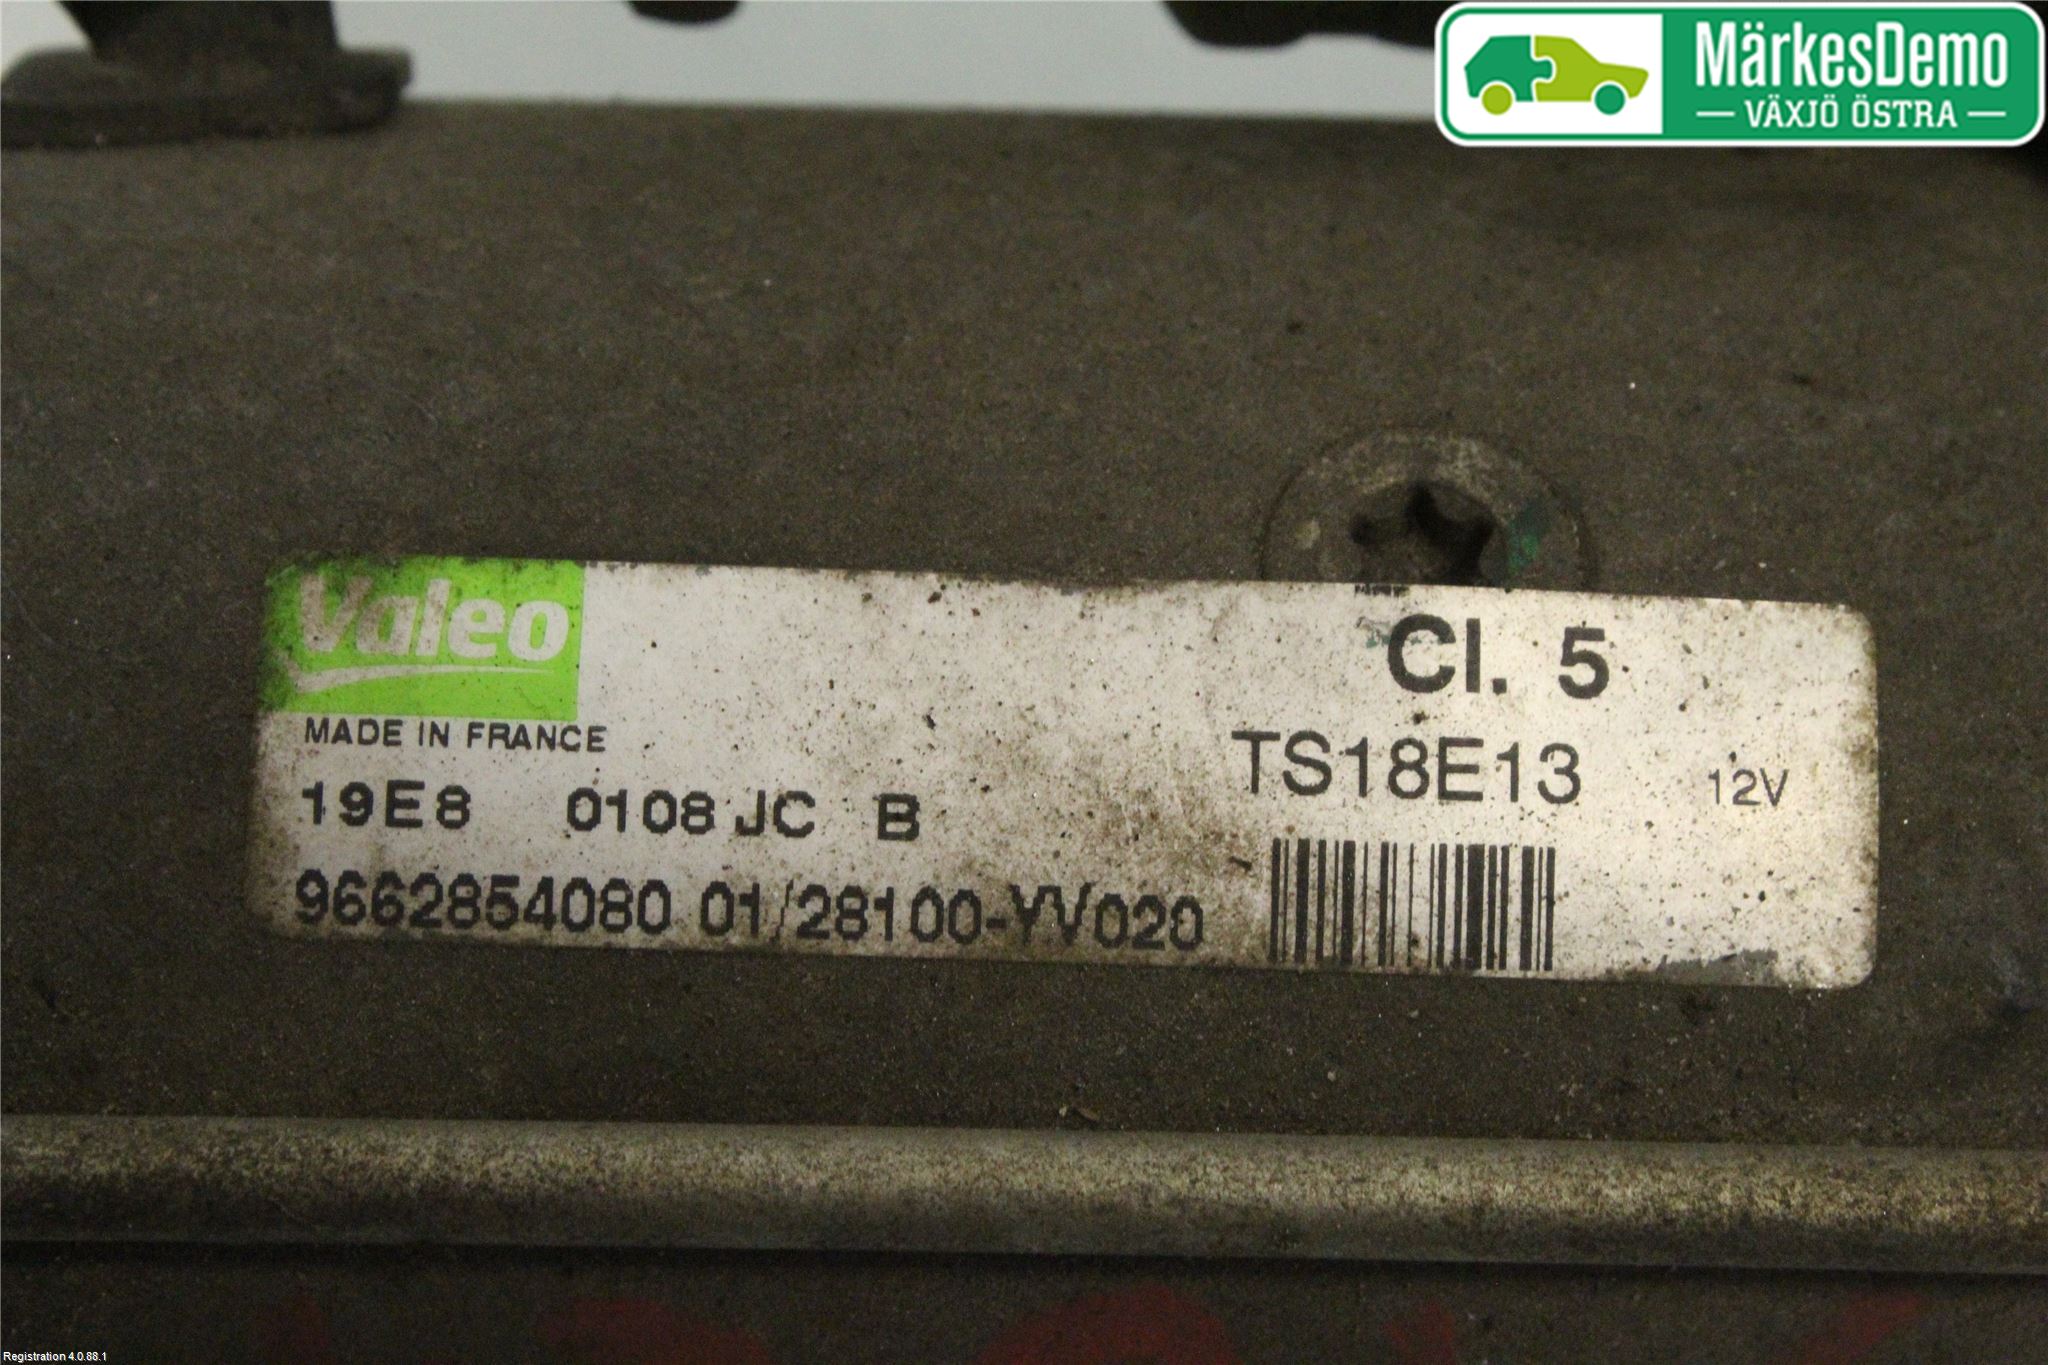 MärkesDemo
VÄXJÖ ÖSTRA
Valeo
Cl. 5
MADE IN FRANCE
TS18E13 12V
19E8 0108 JC B
9662854080 01/28100-YV020
Registration 4.0.88.1